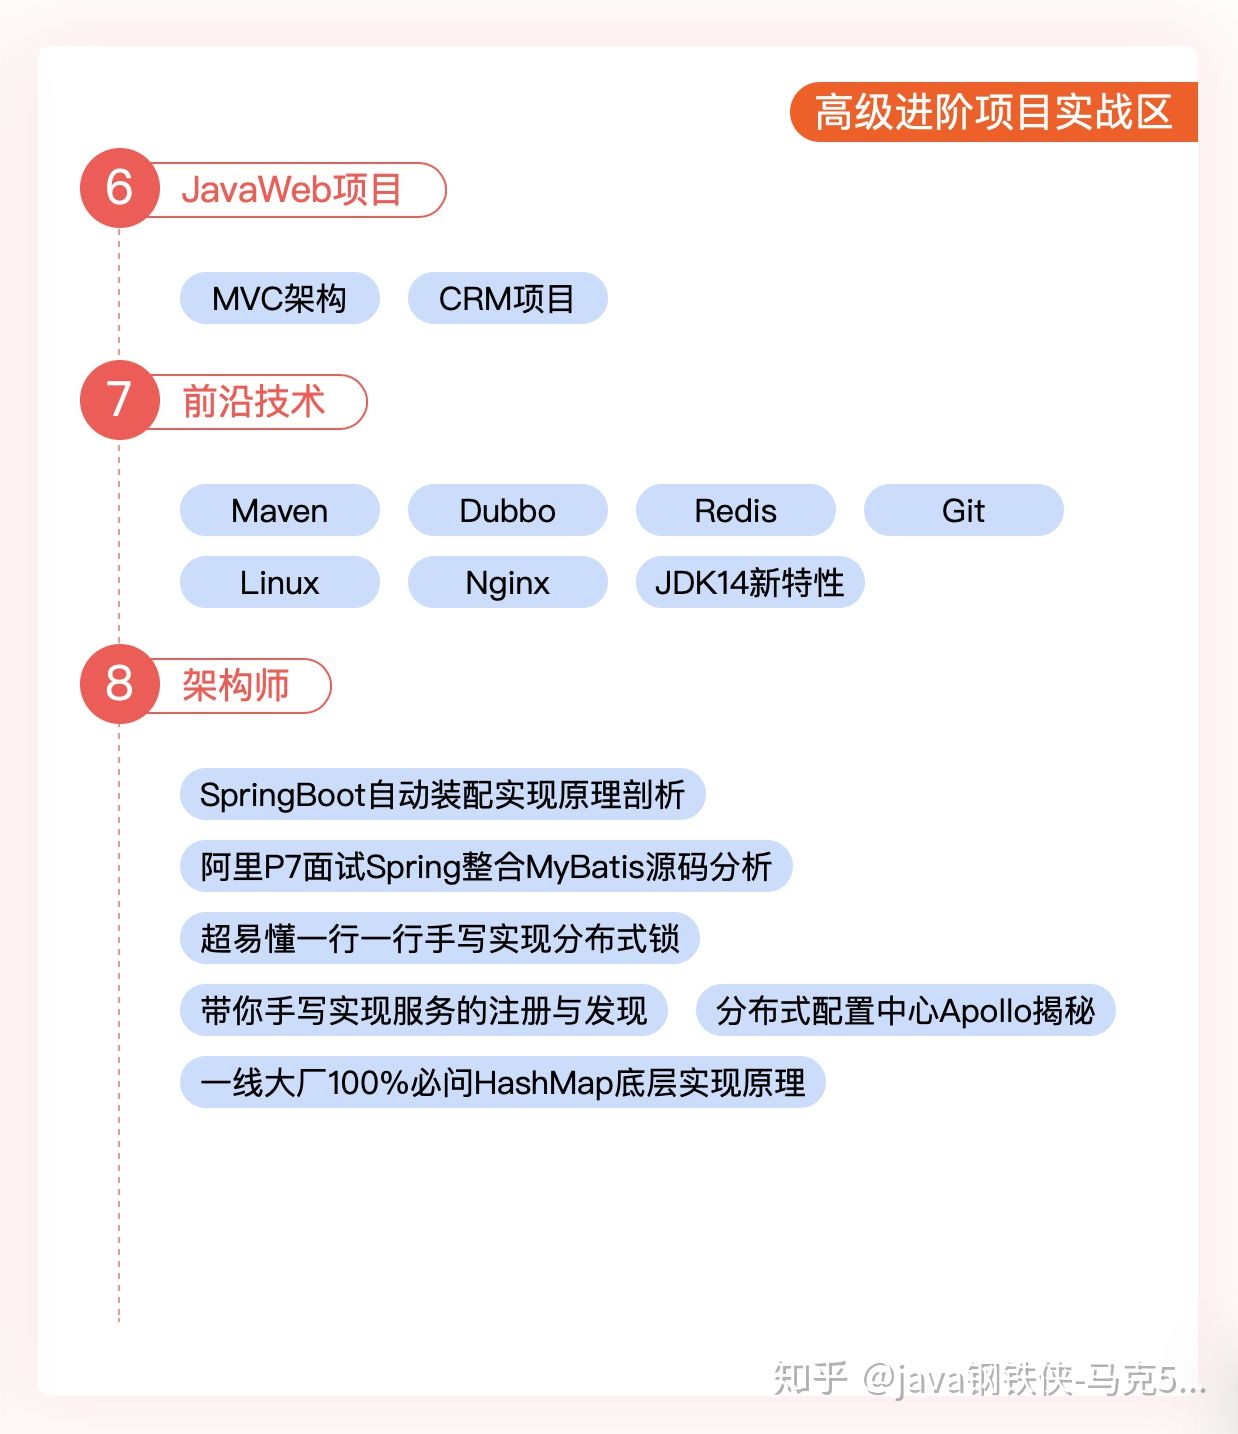 高级进阶项目实战区
6 JavaWeb项目
MVC架构 CRM项目
7 前沿技术
Maven Dubbo Redis Git
Linux Nginx JDK14新特性
8 架构师
SpringBoot自动装配实现原理剖析
阿里P7面试Spring整合MyBatis源码分析
超易懂一行一行手写实现分布式锁
带你手写实现服务的注册与发现 分布式配置中心Apollo揭秘
一线大厂100%必问HashMap底层实现原理
知乎 @java钢铁侠-马克5...